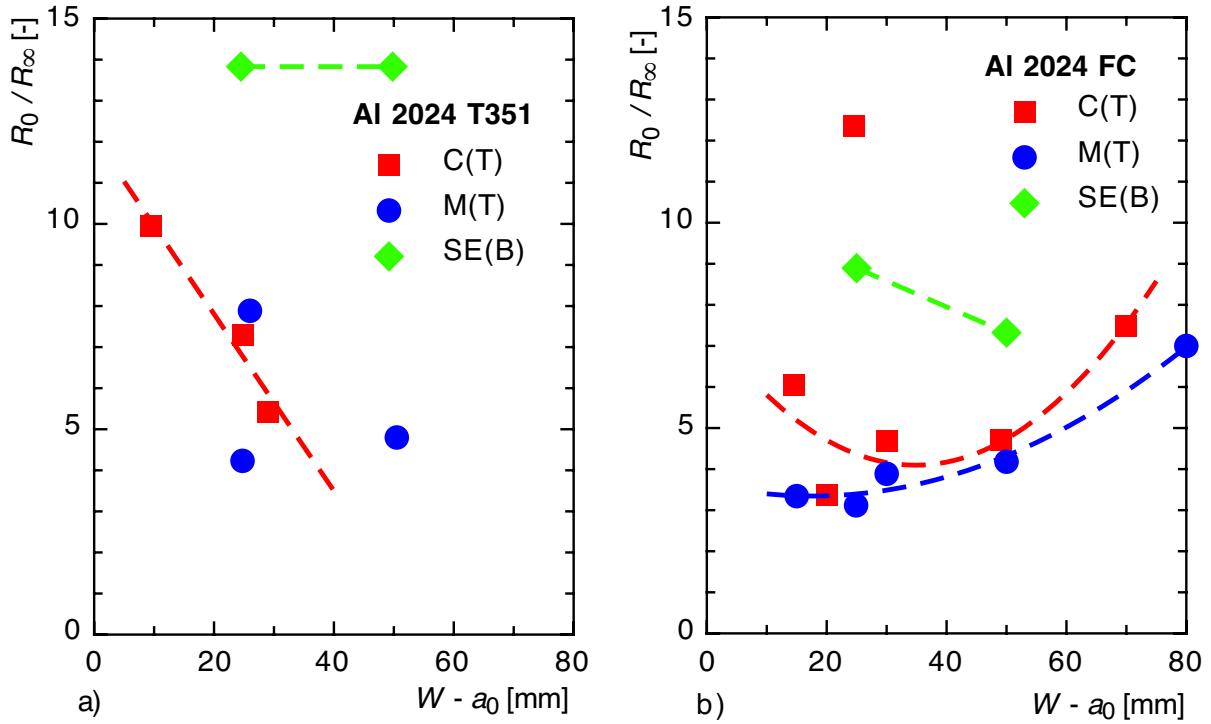 R₀ / R∞ [-]
15
10
5
0
0
20
40
60
80
Al 2024 T351
C(T)
M(T)
SE(B)
a)
W - a₀ [mm]
R₀ / R∞ [-]
15
10
5
0
0
20
40
60
80
Al 2024 FC
C(T)
M(T)
SE(B)
b)
W - a₀ [mm]